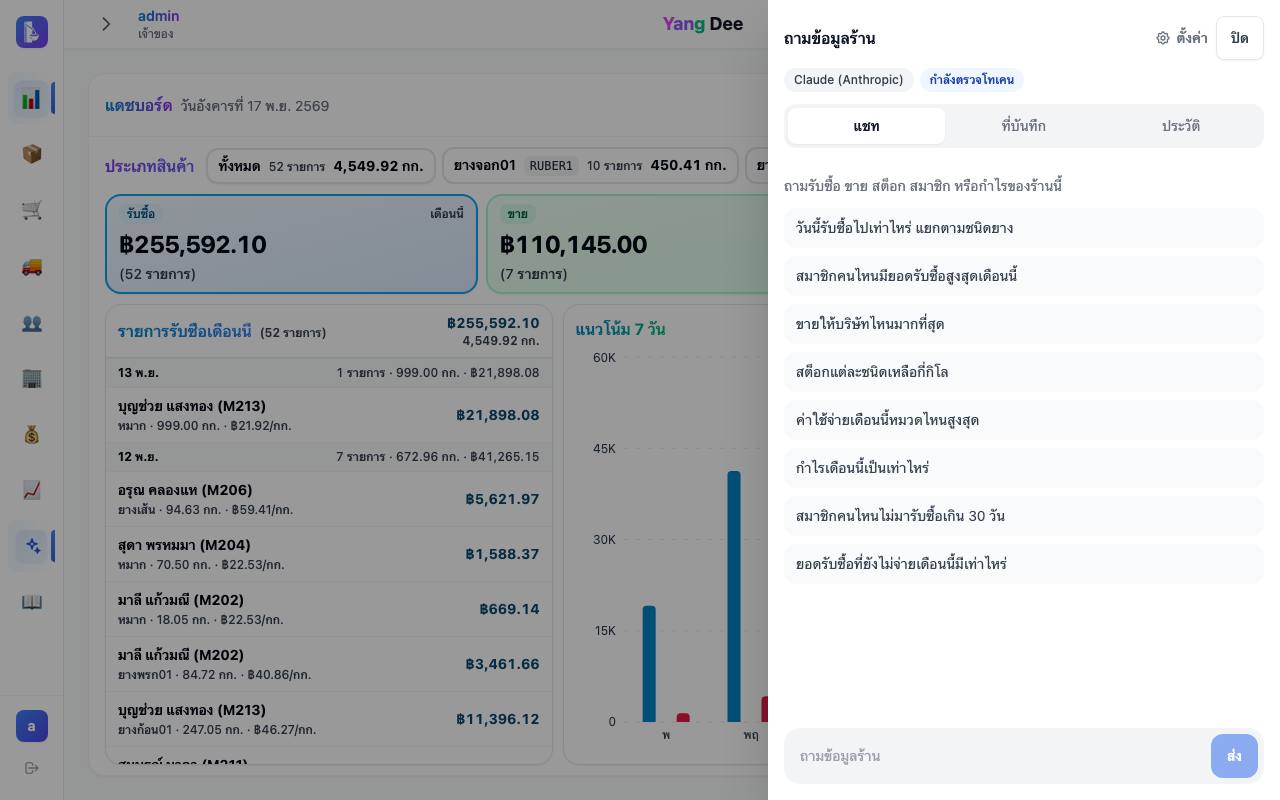 admin
เจ้าของ
Yang Dee
แดชบอร์ด วันอังคารที่ 17 พ.ย. 2569
ประเภทสินค้า ทั้งหมด 52 รายการ 4,549.92 กก. ยางจอก01 RUBER1 10 รายการ 450.41 กก.
รับซื้อ เดือนนี้
฿255,592.10
(52 รายการ)
ขาย
฿110,145.00
(7 รายการ)
รายการรับซื้อเดือนนี้ (52 รายการ) ฿255,592.10
4,549.92 กก.
13 พ.ย. 1 รายการ · 999.00 กก. · ฿21,898.08
บุญช่วย แสงทอง (M213) ฿21,898.08
หมาก · 999.00 กก. · ฿21.92/กก.
12 พ.ย. 7 รายการ · 672.96 กก. · ฿41,265.15
อรุณ คลองแห (M206) ฿5,621.97
ยางเส้น · 94.63 กก. · ฿59.41/กก.
สุดา พรหมมา (M204) ฿1,588.37
หมาก · 70.50 กก. · ฿22.53/กก.
มาลี แก้วมณี (M202) ฿669.14
หมาก · 18.05 กก. · ฿22.53/กก.
มาลี แก้วมณี (M202) ฿3,461.66
ยางพรก01 · 84.72 กก. · ฿40.86/กก.
บุญช่วย แสงทอง (M213) ฿11,396.12
ยางก้อน01 · 247.05 กก. · ฿46.27/กก.
แนวโน้ม 7 วัน
60K
45K
30K
15K
0
พ พฤ
a
ถามข้อมูลร้าน ตั้งค่า ปิด
Claude (Anthropic) กำลังตรวจโทเคน
แชท ที่บันทึก ประวัติ
ถามรับซื้อ ขาย สต็อก สมาชิก หรือกำไรของร้านนี้
วันนี้รับซื้อไปเท่าไหร่ แยกตามชนิดยาง
สมาชิกคนไหนมียอดรับซื้อสูงสุดเดือนนี้
ขายให้บริษัทไหนมากที่สุด
สต็อกแต่ละชนิดเหลือกี่กิโล
ค่าใช้จ่ายเดือนนี้หมวดไหนสูงสุด
กำไรเดือนนี้เป็นเท่าไหร่
สมาชิกคนไหนไม่มารับซื้อเกิน 30 วัน
ยอดรับซื้อที่ยังไม่จ่ายเดือนนี้มีเท่าไหร่
ถามข้อมูลร้าน ส่ง